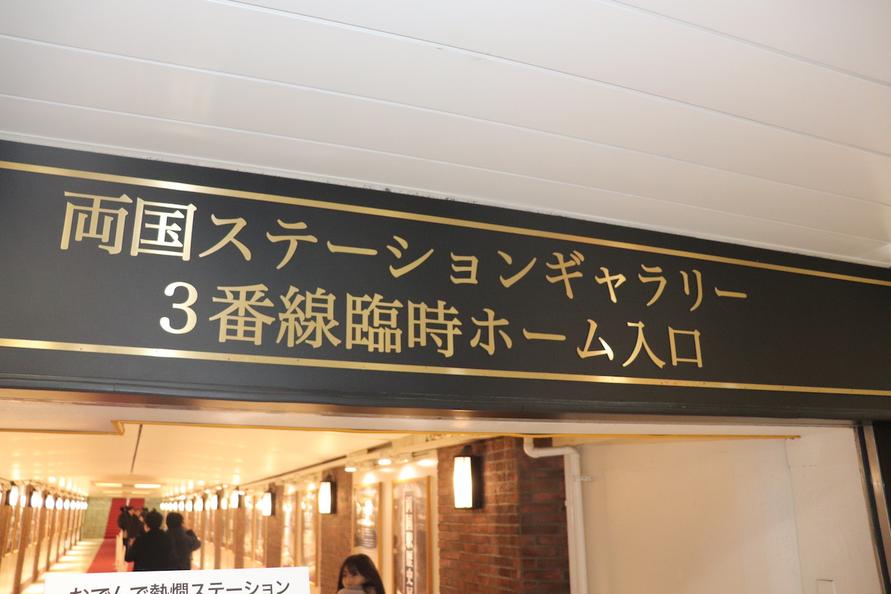 両国ステーションギャラリー
3番線臨時ホーム入口
おでんで熱燗ステーション